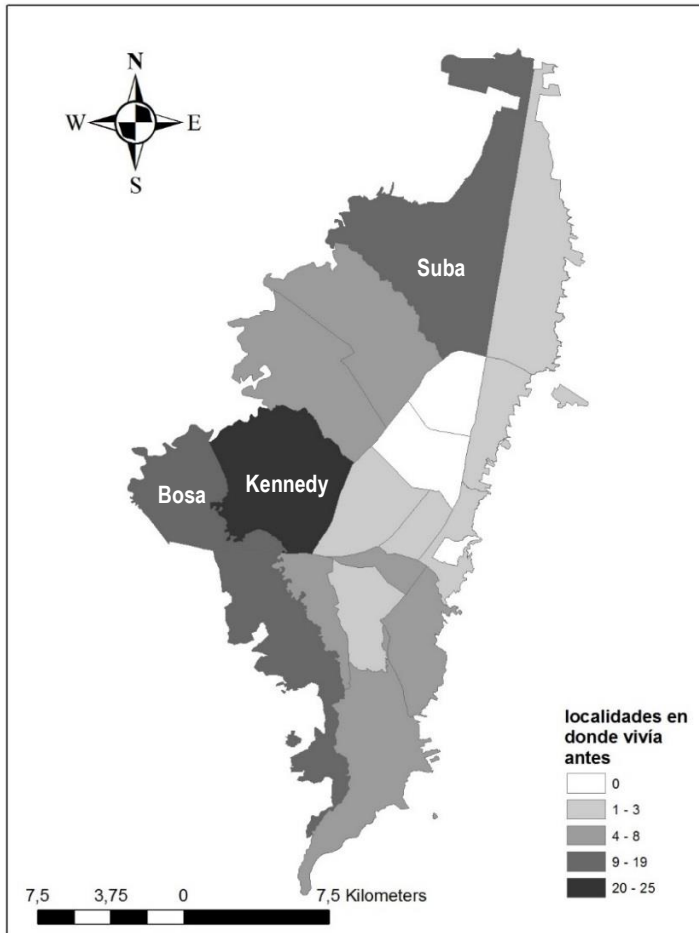 N
W E
S
Suba
Kennedy
Bosa
localidades en
donde vivía
antes
0
1 - 3
4 - 8
9 - 19
20 - 25
7,5 3,75 0 7,5 Kilometers